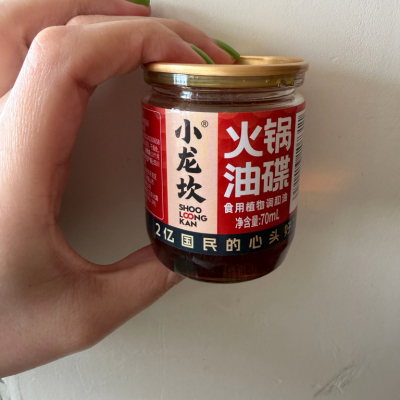 小龙坎®
SHOO
LOONG
KAN
火锅
油碟
食用植物调和油
净含量:70mL
2亿国民的心头